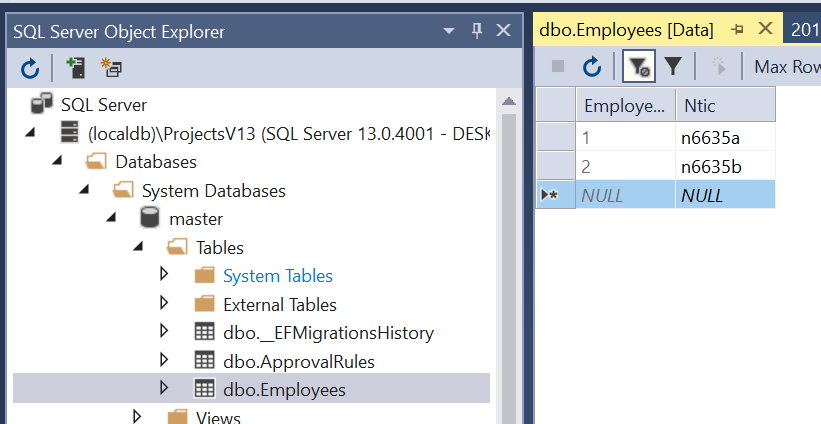 SQL Server Object Explorer
SQL Server
(localdb)\ProjectsV13 (SQL Server 13.0.4001 - DESK
Databases
System Databases
master
Tables
System Tables
External Tables
dbo.__EFMigrationsHistory
dbo.ApprovalRules
dbo.Employees
Views
dbo.Employees [Data]
201
Max Row
Employe... Ntic
1 n6635a
2 n6635b
NULL NULL